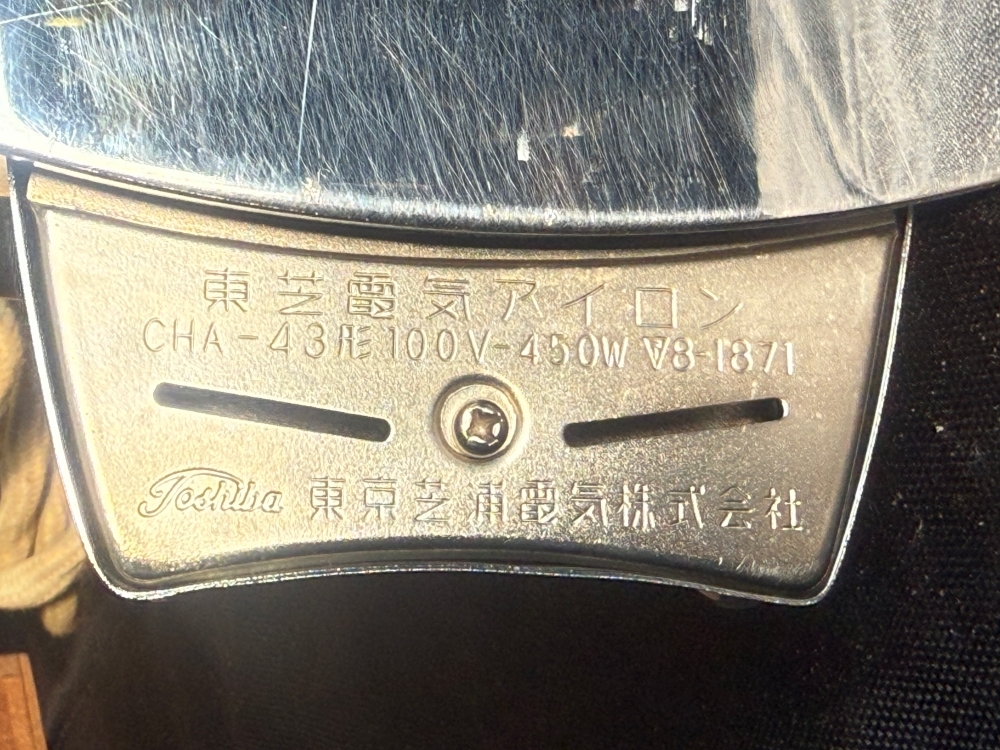 東芝電気アイロン
CHA-43形 100V-450W ▽8-1871
Toshiba 東京芝浦電気株式会社